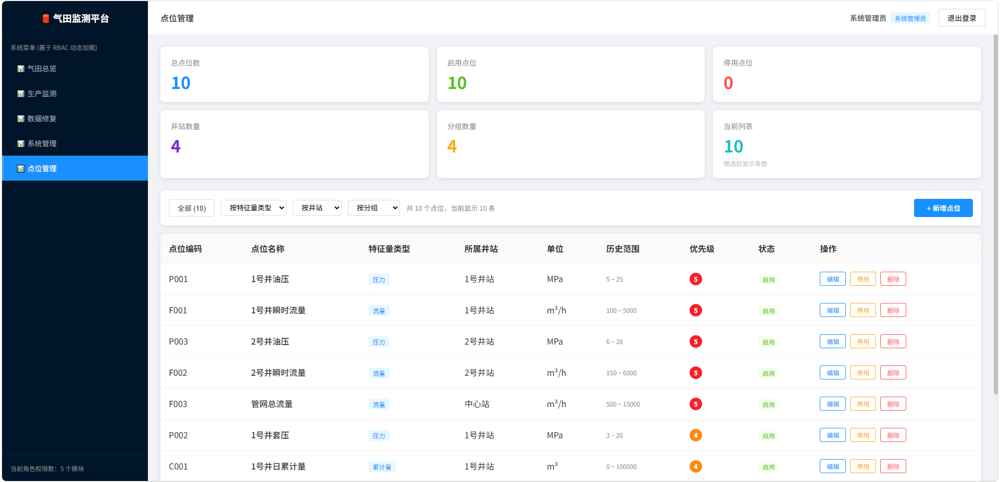 气田监测平台
系统菜单 (基于 RBAC 动态加载)
气田总览
生产监测
数据修复
系统管理
点位管理
当前角色权限数：5 个模块
点位管理
系统管理员 系统管理员 退出登录
总点位数 启用点位 停用点位
10 10 0
井站数量 分组数量 当前列表
4 4 10
筛选后显示条数
全部 (10) 按特征量类型 按井站 按分组 共 10 个点位，当前显示 10 条 + 新增点位
点位编码 点位名称 特征量类型 所属井站 单位 历史范围 优先级 状态 操作
P001 1号井油压 压力 1号井站 MPa 5 ~ 25 5 启用 编辑 停用 删除
F001 1号井瞬时流量 流量 1号井站 m³/h 100 ~ 5000 5 启用 编辑 停用 删除
P003 2号井油压 压力 2号井站 MPa 6 ~ 28 5 启用 编辑 停用 删除
F002 2号井瞬时流量 流量 2号井站 m³/h 150 ~ 6000 5 启用 编辑 停用 删除
F003 管网总流量 流量 中心站 m³/h 500 ~ 15000 5 启用 编辑 停用 删除
P002 1号井套压 压力 1号井站 MPa 3 ~ 20 4 启用 编辑 停用 删除
C001 1号井日累计量 累计量 1号井站 m³ 0 ~ 100000 4 启用 编辑 停用 删除